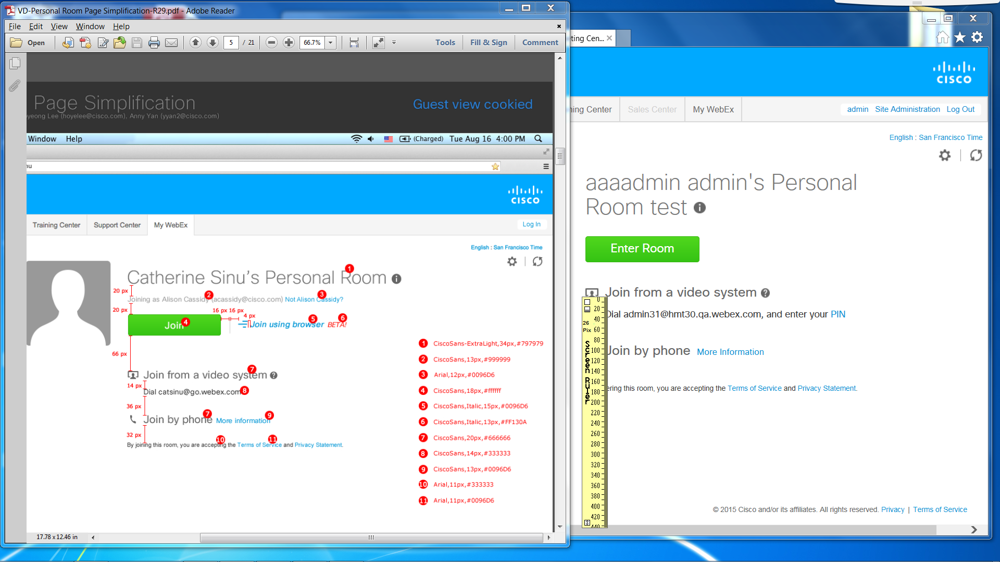 VD-Personal Room Page Simplification-R29.pdf - Adobe Reader
File Edit View Window Help
Open 5 / 21 66.7% Tools Fill & Sign Comment
Page Simplification
yeong Lee (hoyelee@cisco.com), Anny Yan (yyan2@cisco.com)
Guest view cookied
Window Help (Charged) Tue Aug 16 4:00 PM
nu
CISCO
Training Center Support Center My WebEx Log In
English : San Francisco Time
Catherine Sinu's Personal Room 1
20 px
Joining as Alison Cassidy (acassidy@cisco.com) Not Alison Cassidy?
2 3
20 px
16 px 16 px 4 px
Join 4
Join using browser BETA!
5 6
66 px
Join from a video system 7
14 px
Dial catsinu@go.webex.com 8
36 px
Join by phone More information
7 9
32 px
10 11
By joining this room, you are accepting the Terms of Service and Privacy Statement.
1 CiscoSans-ExtraLight,34px,#797979
2 CiscoSans,13px,#999999
3 Arial,12px,#0096D6
4 CiscoSans,18px,#ffffff
5 CiscoSans,Italic,15px,#0096D6
6 CiscoSans,Italic,13px,#FF130A
7 CiscoSans,20px,#666666
8 CiscoSans,14px,#333333
9 CiscoSans,13px,#0096D6
10 Arial,11px,#333333
11 Arial,11px,#0096D6
17.78 x 12.46 in
ting Cen...
CISCO
ning Center Sales Center My WebEx admin Site Administration Log Out
English : San Francisco Time
aaaadmin admin's Personal
Room test
Enter Room
Join from a video system
Dial admin31@hmt30.qa.webex.com, and enter your PIN
Join by phone More Information
ering this room, you are accepting the Terms of Service and Privacy Statement.
© 2015 Cisco and/or its affiliates. All rights reserved. Privacy | Terms of Service
26
Pix
Screen Ruler
0
20
40
60
80
100
120
140
160
180
200
220
240
260
280
300
320
340
360
380
400
420
440